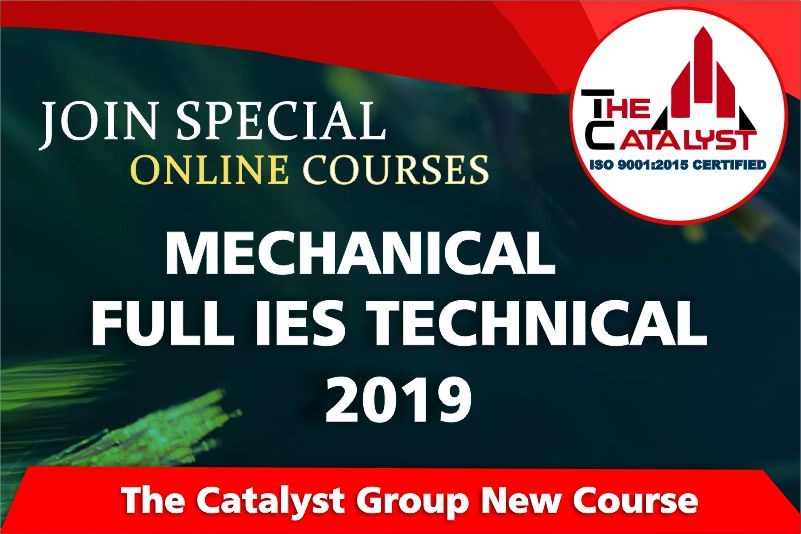 JOIN SPECIAL
ONLINE COURSES
THE
CATALYST
ISO 9001:2015 CERTIFIED
MECHANICAL
FULL IES TECHNICAL
2019
The Catalyst Group New Course